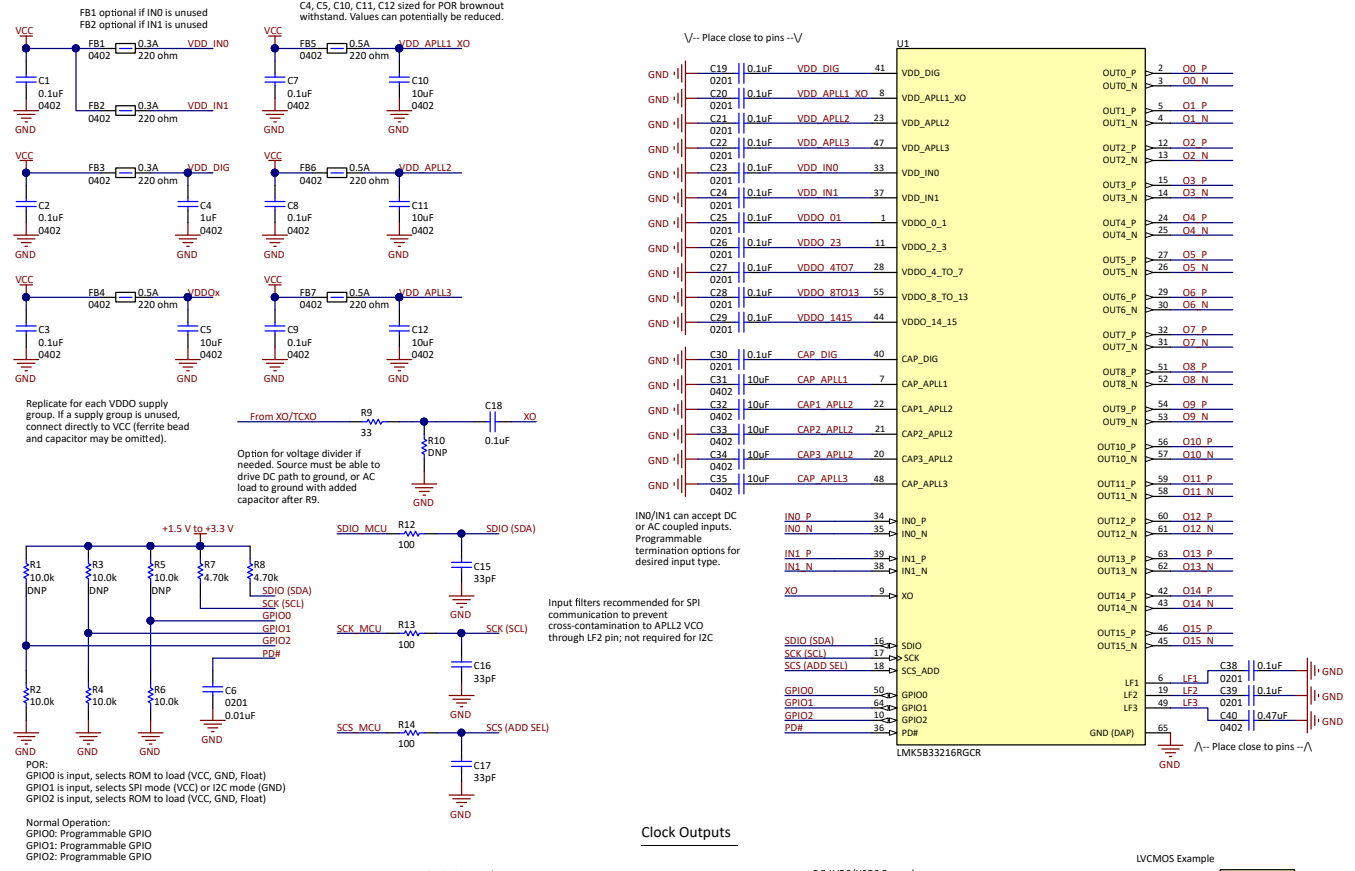 FB1 optional if IN0 is unused
FB2 optional if IN1 is unused
C4, C5, C10, C11, C12 sized for POR brownout
withstand. Values can potentially be reduced.
VCC
FB1 0.3A VDD_IN0
0402 220 ohm
C1
0.1uF
0402
GND
FB2 0.3A VDD_IN1
0402 220 ohm
VCC
FB5 0.5A VDD_APLL1_XO
0402 220 ohm
C7
0.1uF
0402
GND
C10
10uF
0402
GND
VCC
FB3 0.3A VDD_DIG
0402 220 ohm
C2
0.1uF
0402
GND
C4
1uF
0402
GND
VCC
FB6 0.5A VDD_APLL2
0402 220 ohm
C8
0.1uF
0402
GND
C11
10uF
0402
GND
VCC
FB4 0.5A VDDOx
0402 220 ohm
C3
0.1uF
0402
GND
C5
10uF
0402
GND
VCC
FB7 0.5A VDD_APLL3
0402 220 ohm
C9
0.1uF
0402
GND
C12
10uF
0402
GND
Replicate for each VDDO supply
group. If a supply group is unused,
connect directly to VCC (ferrite bead
and capacitor may be omitted).
From XO/TCXO R9 33 C18 0.1uF XO
R10
DNP
GND
Option for voltage divider if
needed. Source must be able to
drive DC path to ground, or AC
load to ground with added
capacitor after R9.
+1.5 V to +3.3 V
R1 10.0k DNP
R3 10.0k DNP
R5 10.0k DNP
R7 4.70k
R8 4.70k
SDIO (SDA)
SCK (SCL)
GPIO0
GPIO1
GPIO2
PD#
R2 10.0k
R4 10.0k
R6 10.0k
C6
0201
0.01uF
GND GND GND GND
POR:
GPIO0 is input, selects ROM to load (VCC, GND, Float)
GPIO1 is input, selects SPI mode (VCC) or I2C mode (GND)
GPIO2 is input, selects ROM to load (VCC, GND, Float)
Normal Operation:
GPIO0: Programmable GPIO
GPIO1: Programmable GPIO
GPIO2: Programmable GPIO
SDIO_MCU R12 100 SDIO (SDA)
C15
33pF
GND
SCK_MCU R13 100 SCK (SCL)
C16
33pF
GND
SCS_MCU R14 100 SCS (ADD SEL)
C17
33pF
GND
Input filters recommended for SPI
communication to prevent
cross-contamination to APLL2 VCO
through LF2 pin; not required for I2C
\/-- Place close to pins --\/
U1
GND C19 0201 0.1uF VDD_DIG 41 VDD_DIG
GND C20 0201 0.1uF VDD_APLL1_XO 8 VDD_APLL1_XO
GND C21 0201 0.1uF VDD_APLL2 23 VDD_APLL2
GND C22 0201 0.1uF VDD_APLL3 47 VDD_APLL3
GND C23 0201 0.1uF VDD_IN0 33 VDD_IN0
GND C24 0201 0.1uF VDD_IN1 37 VDD_IN1
GND C25 0201 0.1uF VDDO_01 1 VDDO_0_1
GND C26 0201 0.1uF VDDO_23 11 VDDO_2_3
GND C27 0201 0.1uF VDDO_4TO7 28 VDDO_4_TO_7
GND C28 0201 0.1uF VDDO_8TO13 55 VDDO_8_TO_13
GND C29 0201 0.1uF VDDO_1415 44 VDDO_14_15
GND C30 0201 0.1uF CAP_DIG 40 CAP_DIG
GND C31 0402 10uF CAP_APLL1 7 CAP_APLL1
GND C32 0402 10uF CAP1_APLL2 22 CAP1_APLL2
GND C33 0402 10uF CAP2_APLL2 21 CAP2_APLL2
GND C34 0402 10uF CAP3_APLL2 20 CAP3_APLL2
GND C35 0402 10uF CAP_APLL3 48 CAP_APLL3
IN0/IN1 can accept DC
or AC coupled inputs.
Programmable
termination options for
desired input type.
IN0_P 34 IN0_P
IN0_N 35 IN0_N
IN1_P 39 IN1_P
IN1_N 38 IN1_N
XO 9 XO
SDIO (SDA) 16 SDIO
SCK (SCL) 17 SCK
SCS (ADD SEL) 18 SCS_ADD
GPIO0 50 GPIO0
GPIO1 64 GPIO1
GPIO2 10 GPIO2
PD# 36 PD#
LMK5B33216RGCR
OUT0_P 2 O0_P
OUT0_N 3 O0_N
OUT1_P 5 O1_P
OUT1_N 4 O1_N
OUT2_P 12 O2_P
OUT2_N 13 O2_N
OUT3_P 15 O3_P
OUT3_N 14 O3_N
OUT4_P 24 O4_P
OUT4_N 25 O4_N
OUT5_P 27 O5_P
OUT5_N 26 O5_N
OUT6_P 29 O6_P
OUT6_N 30 O6_N
OUT7_P 32 O7_P
OUT7_N 31 O7_N
OUT8_P 51 O8_P
OUT8_N 52 O8_N
OUT9_P 54 O9_P
OUT9_N 53 O9_N
OUT10_P 56 O10_P
OUT10_N 57 O10_N
OUT11_P 59 O11_P
OUT11_N 58 O11_N
OUT12_P 60 O12_P
OUT12_N 61 O12_N
OUT13_P 63 O13_P
OUT13_N 62 O13_N
OUT14_P 42 O14_P
OUT14_N 43 O14_N
OUT15_P 46 O15_P
OUT15_N 45 O15_N
LF1 6 LF1 C38 0201 0.1uF GND
LF2 19 LF2 C39 0201 0.1uF GND
LF3 49 LF3 C40 0402 0.47uF GND
GND (DAP) 65
GND
/\-- Place close to pins --/\
Clock Outputs
LVCMOS Example